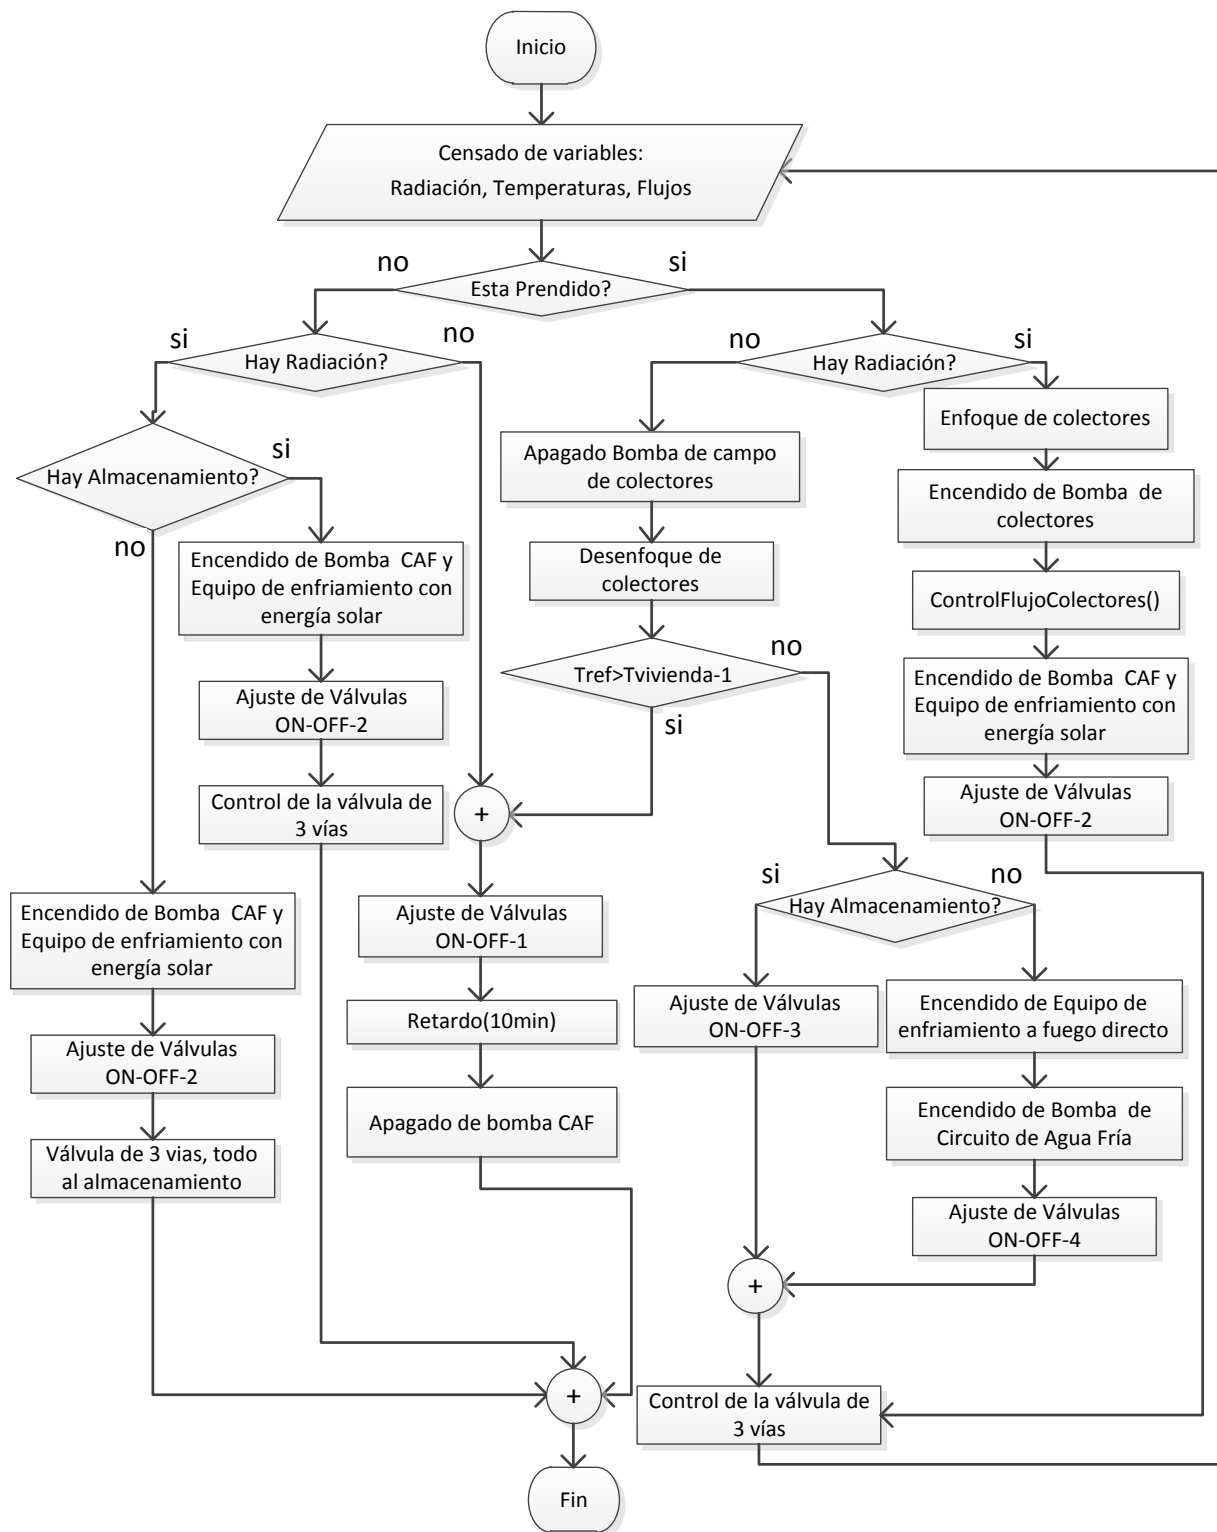 Inicio
Censado de variables:
Radiación, Temperaturas, Flujos
no
si
Esta Prendido?
si
no
Hay Radiación?
no
si
Hay Radiación?
Enfoque de colectores
Apagado Bomba de campo
de colectores
Hay Almacenamiento?
si
no
Encendido de Bomba de
colectores
Encendido de Bomba CAF y
Equipo de enfriamiento con
energía solar
Desenfoque de
colectores
ControlFlujoColectores()
Tref>Tvivienda-1
no
si
Encendido de Bomba CAF y
Equipo de enfriamiento con
energía solar
Ajuste de Válvulas
ON-OFF-2
Control de la válvula de
3 vías
+
Ajuste de Válvulas
ON-OFF-2
si
no
Hay Almacenamiento?
Encendido de Bomba CAF y
Equipo de enfriamiento con
energía solar
Ajuste de Válvulas
ON-OFF-1
Retardo(10min)
Ajuste de Válvulas
ON-OFF-3
Encendido de Equipo de
enfriamiento a fuego directo
Ajuste de Válvulas
ON-OFF-2
Apagado de bomba CAF
Encendido de Bomba de
Circuito de Agua Fría
Válvula de 3 vias, todo
al almacenamiento
Ajuste de Válvulas
ON-OFF-4
+
+
Control de la válvula de
3 vías
Fin